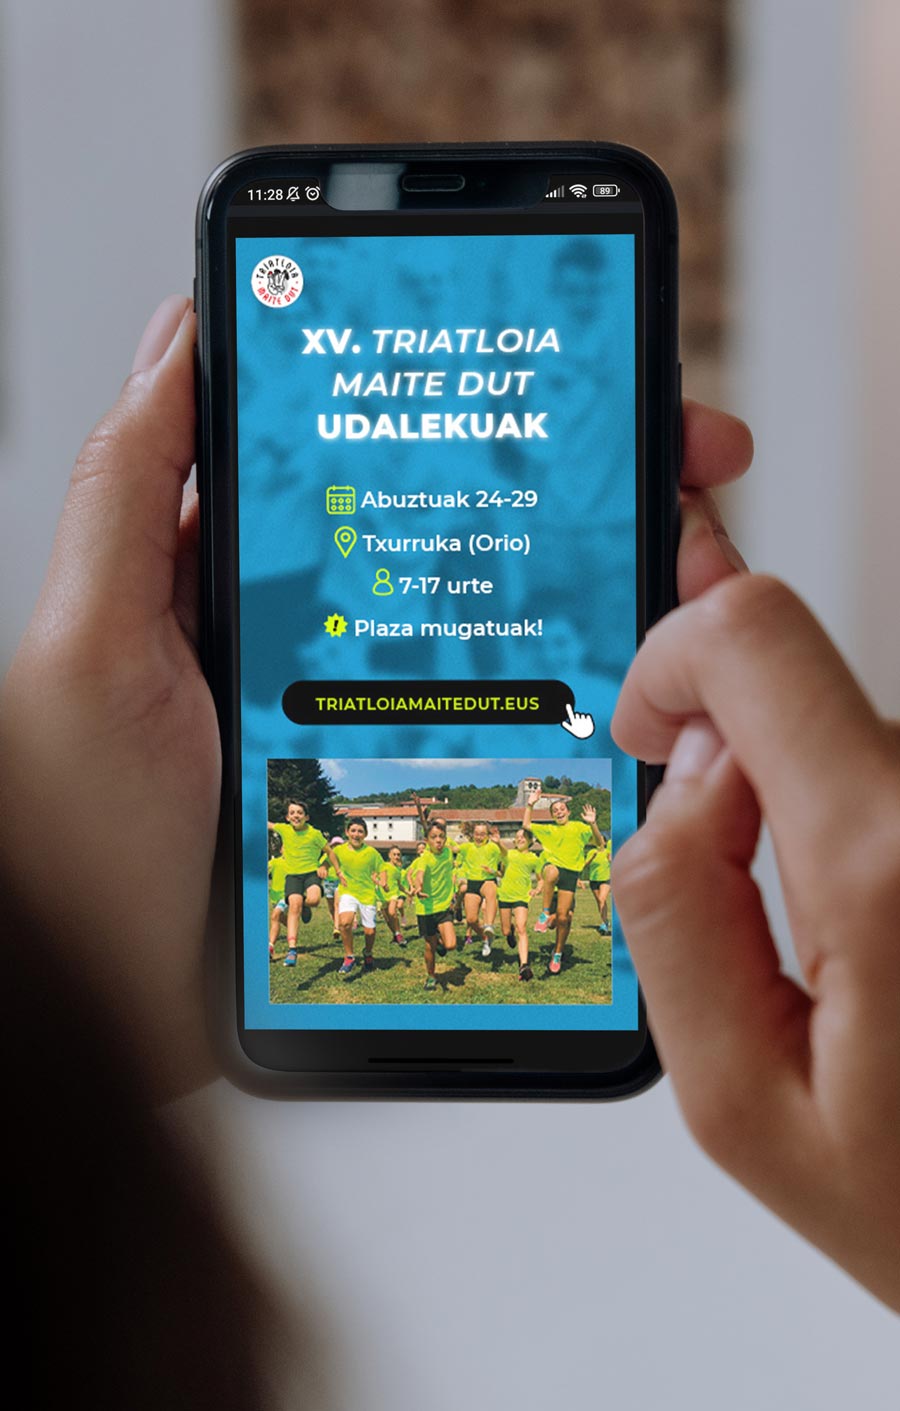 11:28
89
TRIATLOIA
MAITE DUT
XV. TRIATLOIA
MAITE DUT
UDALEKUAK
Abuztuak 24-29
Txurruka (Orio)
7-17 urte
Plaza mugatuak!
TRIATLOIAMAITEDUT.EUS